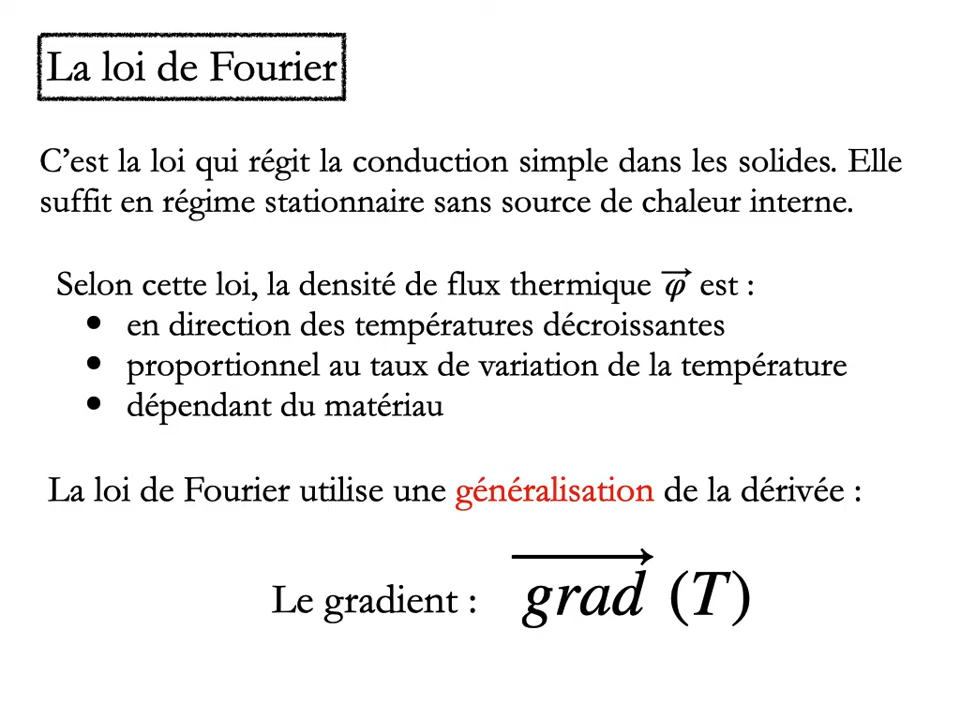 La loi de Fourier
C’est la loi qui régit la conduction simple dans les solides. Elle
suffit en régime stationnaire sans source de chaleur interne.
Selon cette loi, la densité de flux thermique \(\overrightarrow{\varphi}\) est :
• en direction des températures décroissantes
• proportionnel au taux de variation de la température
• dépendant du matériau
La loi de Fourier utilise une généralisation de la dérivée :
Le gradient : \(\overrightarrow{grad}\ (T)\)